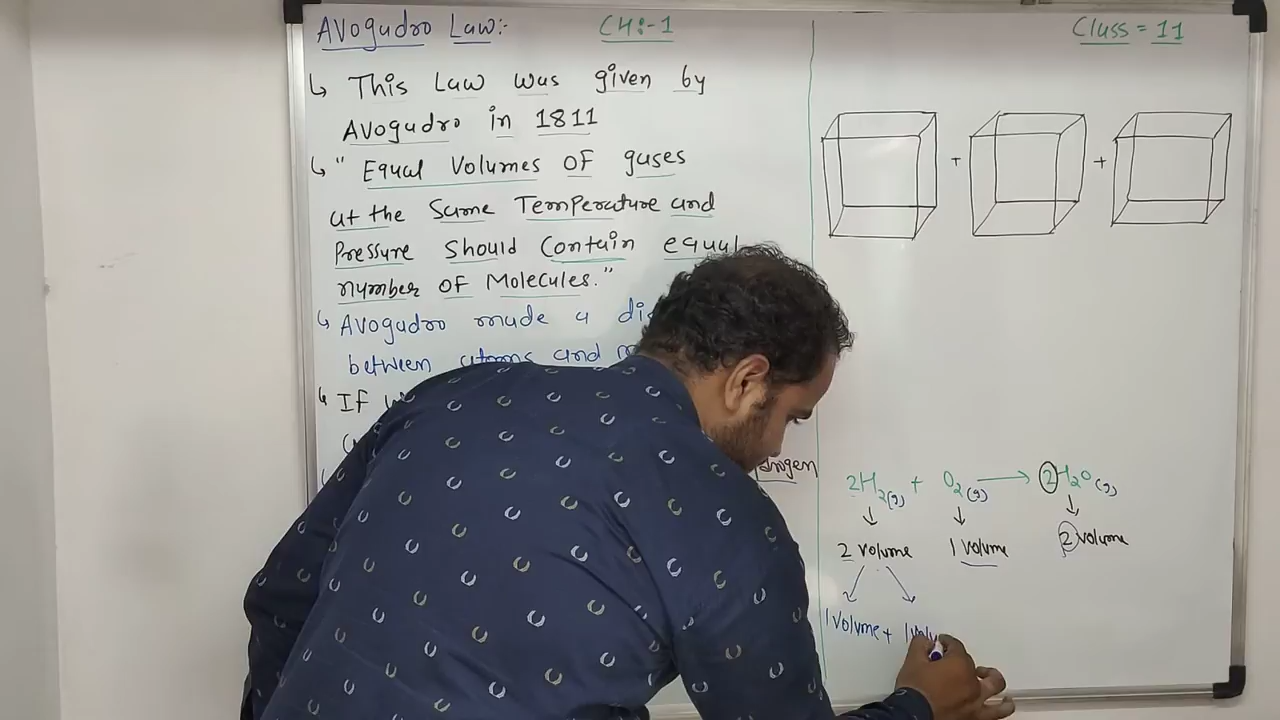 Avogadro Law:- CH:-1
↳ This Law was given by
Avogadro in 1811
↳ " Equal Volumes OF gases
at the Same Temperature and
Pressure Should Contain equal
number OF Molecules."
↳ Avogadro made a
between atoms and
↳ IF
drogen
Class = 11
+ +
2H₂(g) + O₂(g) → 2H₂O(g)
↓ ↓ ↓
2 Volume 1 Volume 2 Volume
1 Volume + 1 Volu